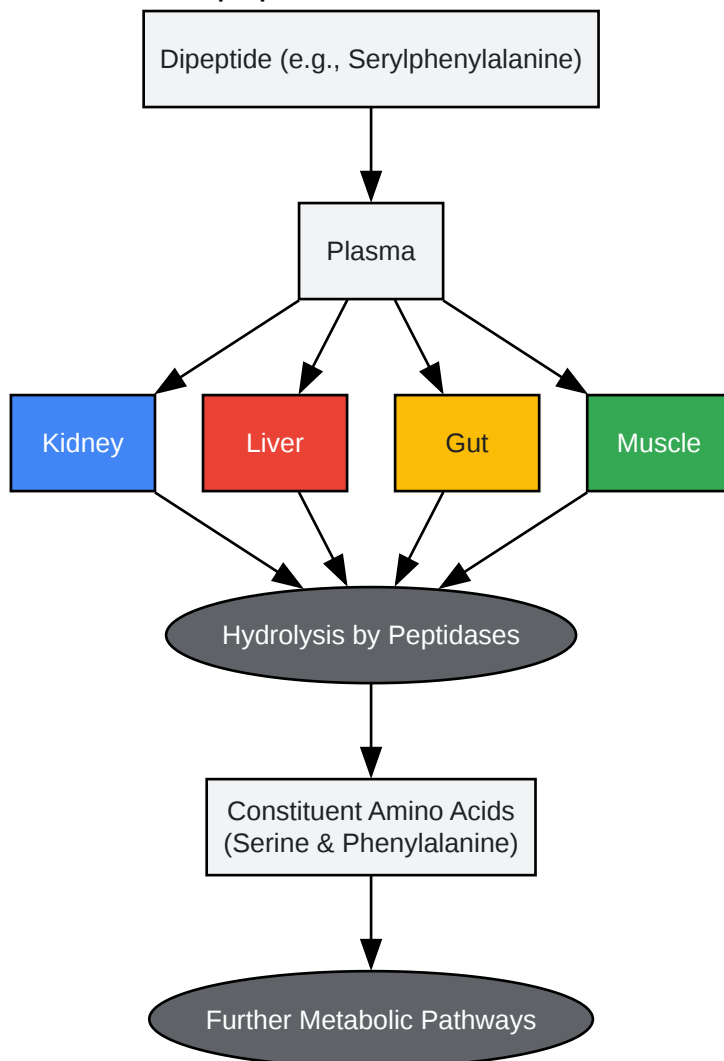 Dipeptide (e.g., Serylphenylalanine)
Plasma
Kidney
Liver
Gut
Muscle
Hydrolysis by Peptidases
Constituent Amino Acids
(Serine & Phenylalanine)
Further Metabolic Pathways